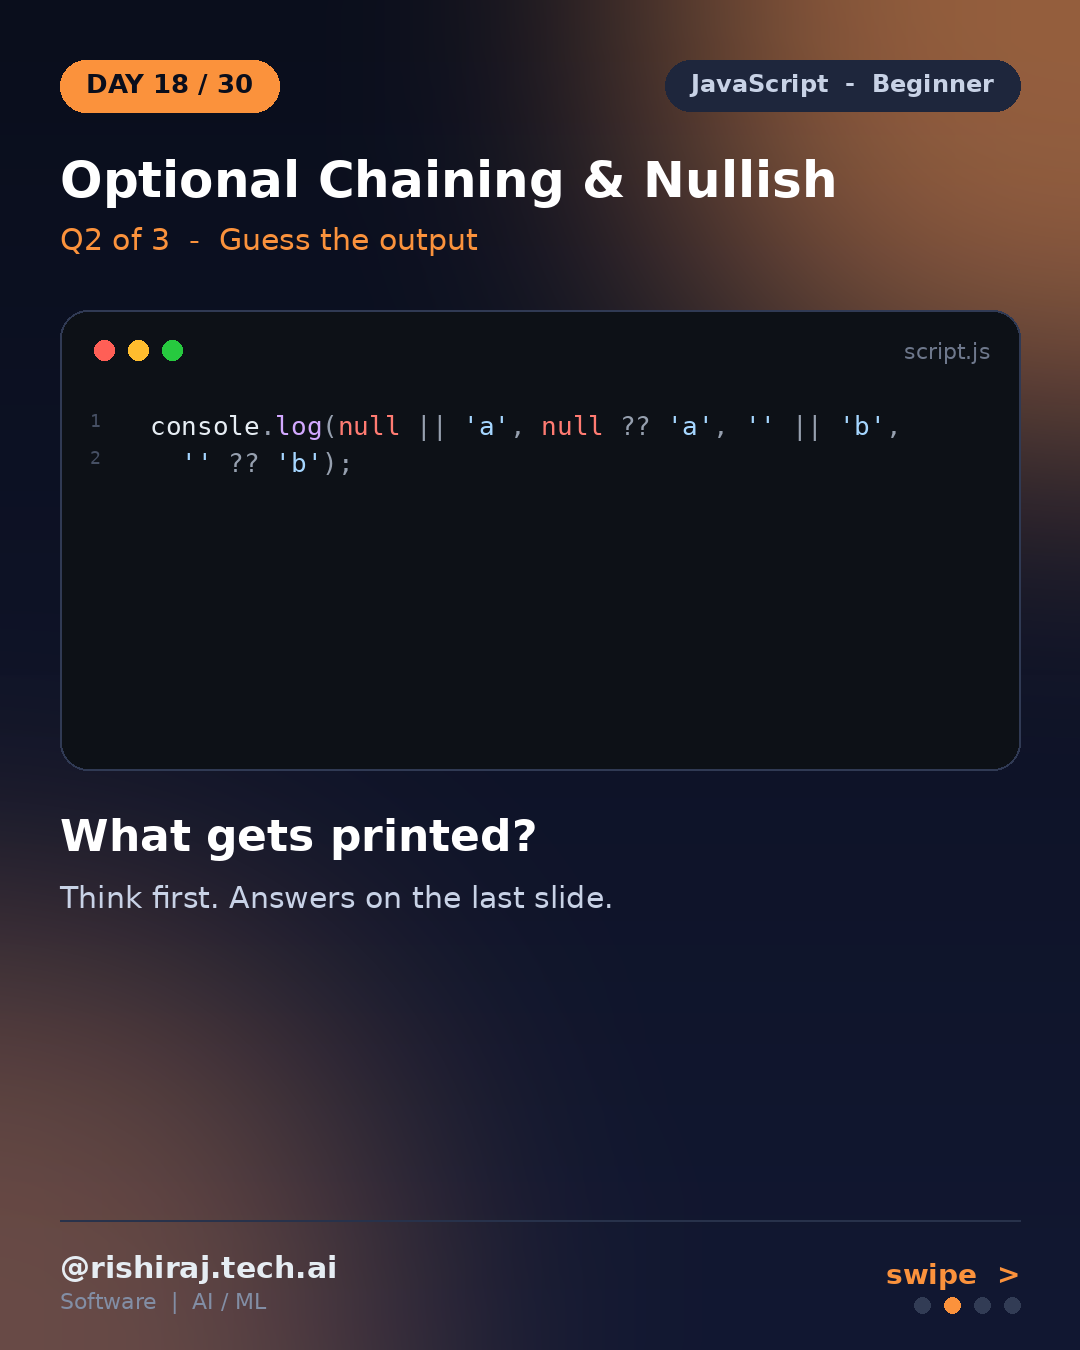 DAY 18 / 30
JavaScript - Beginner
Optional Chaining & Nullish
Q2 of 3 - Guess the output
script.js
1 console.log(null || 'a', null ?? 'a', '' || 'b',
2 '' ?? 'b');
What gets printed?
Think first. Answers on the last slide.
@rishiraj.tech.ai
Software | AI / ML
swipe >